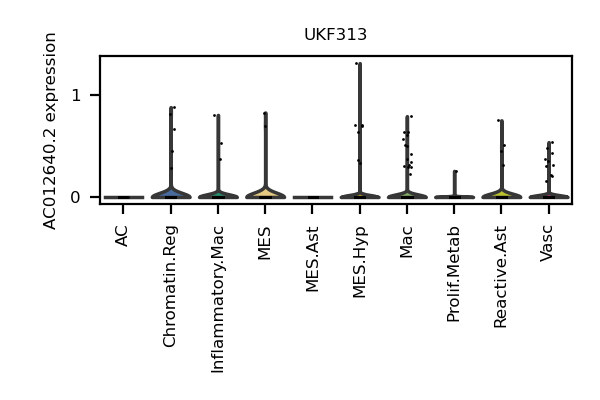 UKF313
AC012640.2 expression
1
0
AC
Chromatin.Reg
Inflammatory.Mac
MES
MES.Ast
MES.Hyp
Mac
Prolif.Metab
Reactive.Ast
Vasc